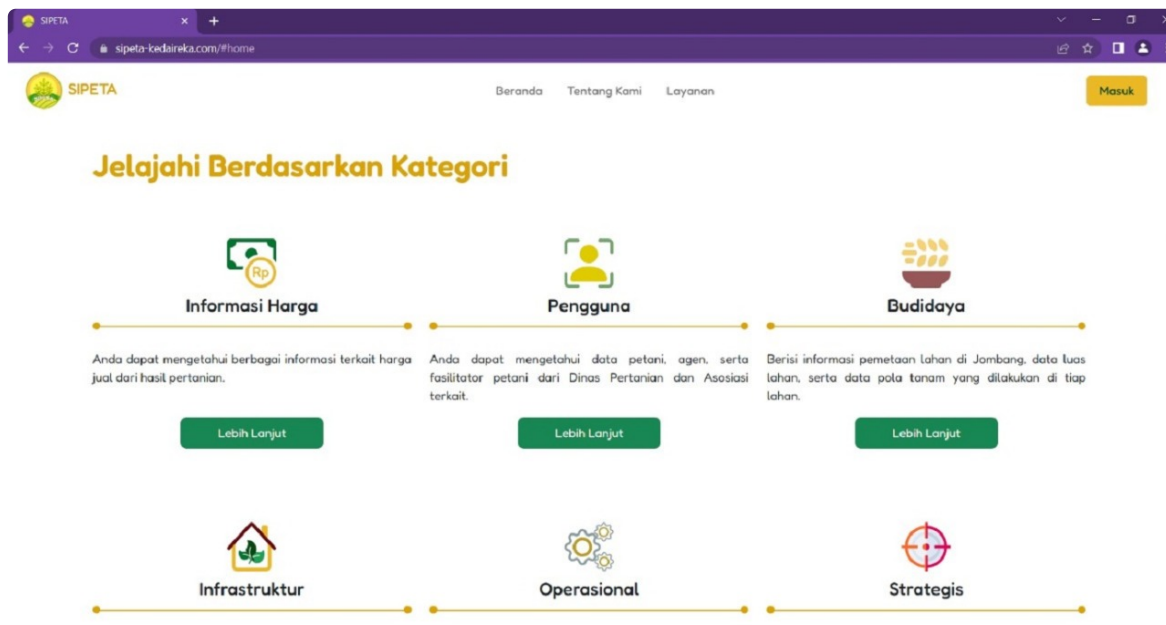 SIPETA
sipeta-kedaireka.com/#home
SIPETA
Beranda Tentang Kami Layanan
Masuk
Jelajahi Berdasarkan Kategori
Rp
Informasi Harga
Anda dapat mengetahui berbagai informasi terkait harga
jual dari hasil pertanian.
Lebih Lanjut
Pengguna
Anda dapat mengetahui data petani, agen, serta
fasilitator petani dari Dinas Pertanian dan Asosiasi
terkait.
Lebih Lanjut
Budidaya
Berisi informasi pemetaan lahan di Jombang, data luas
lahan, serta data pola tanam yang dilakukan di tiap
lahan.
Lebih Lanjut
Infrastruktur
Operasional
Strategis